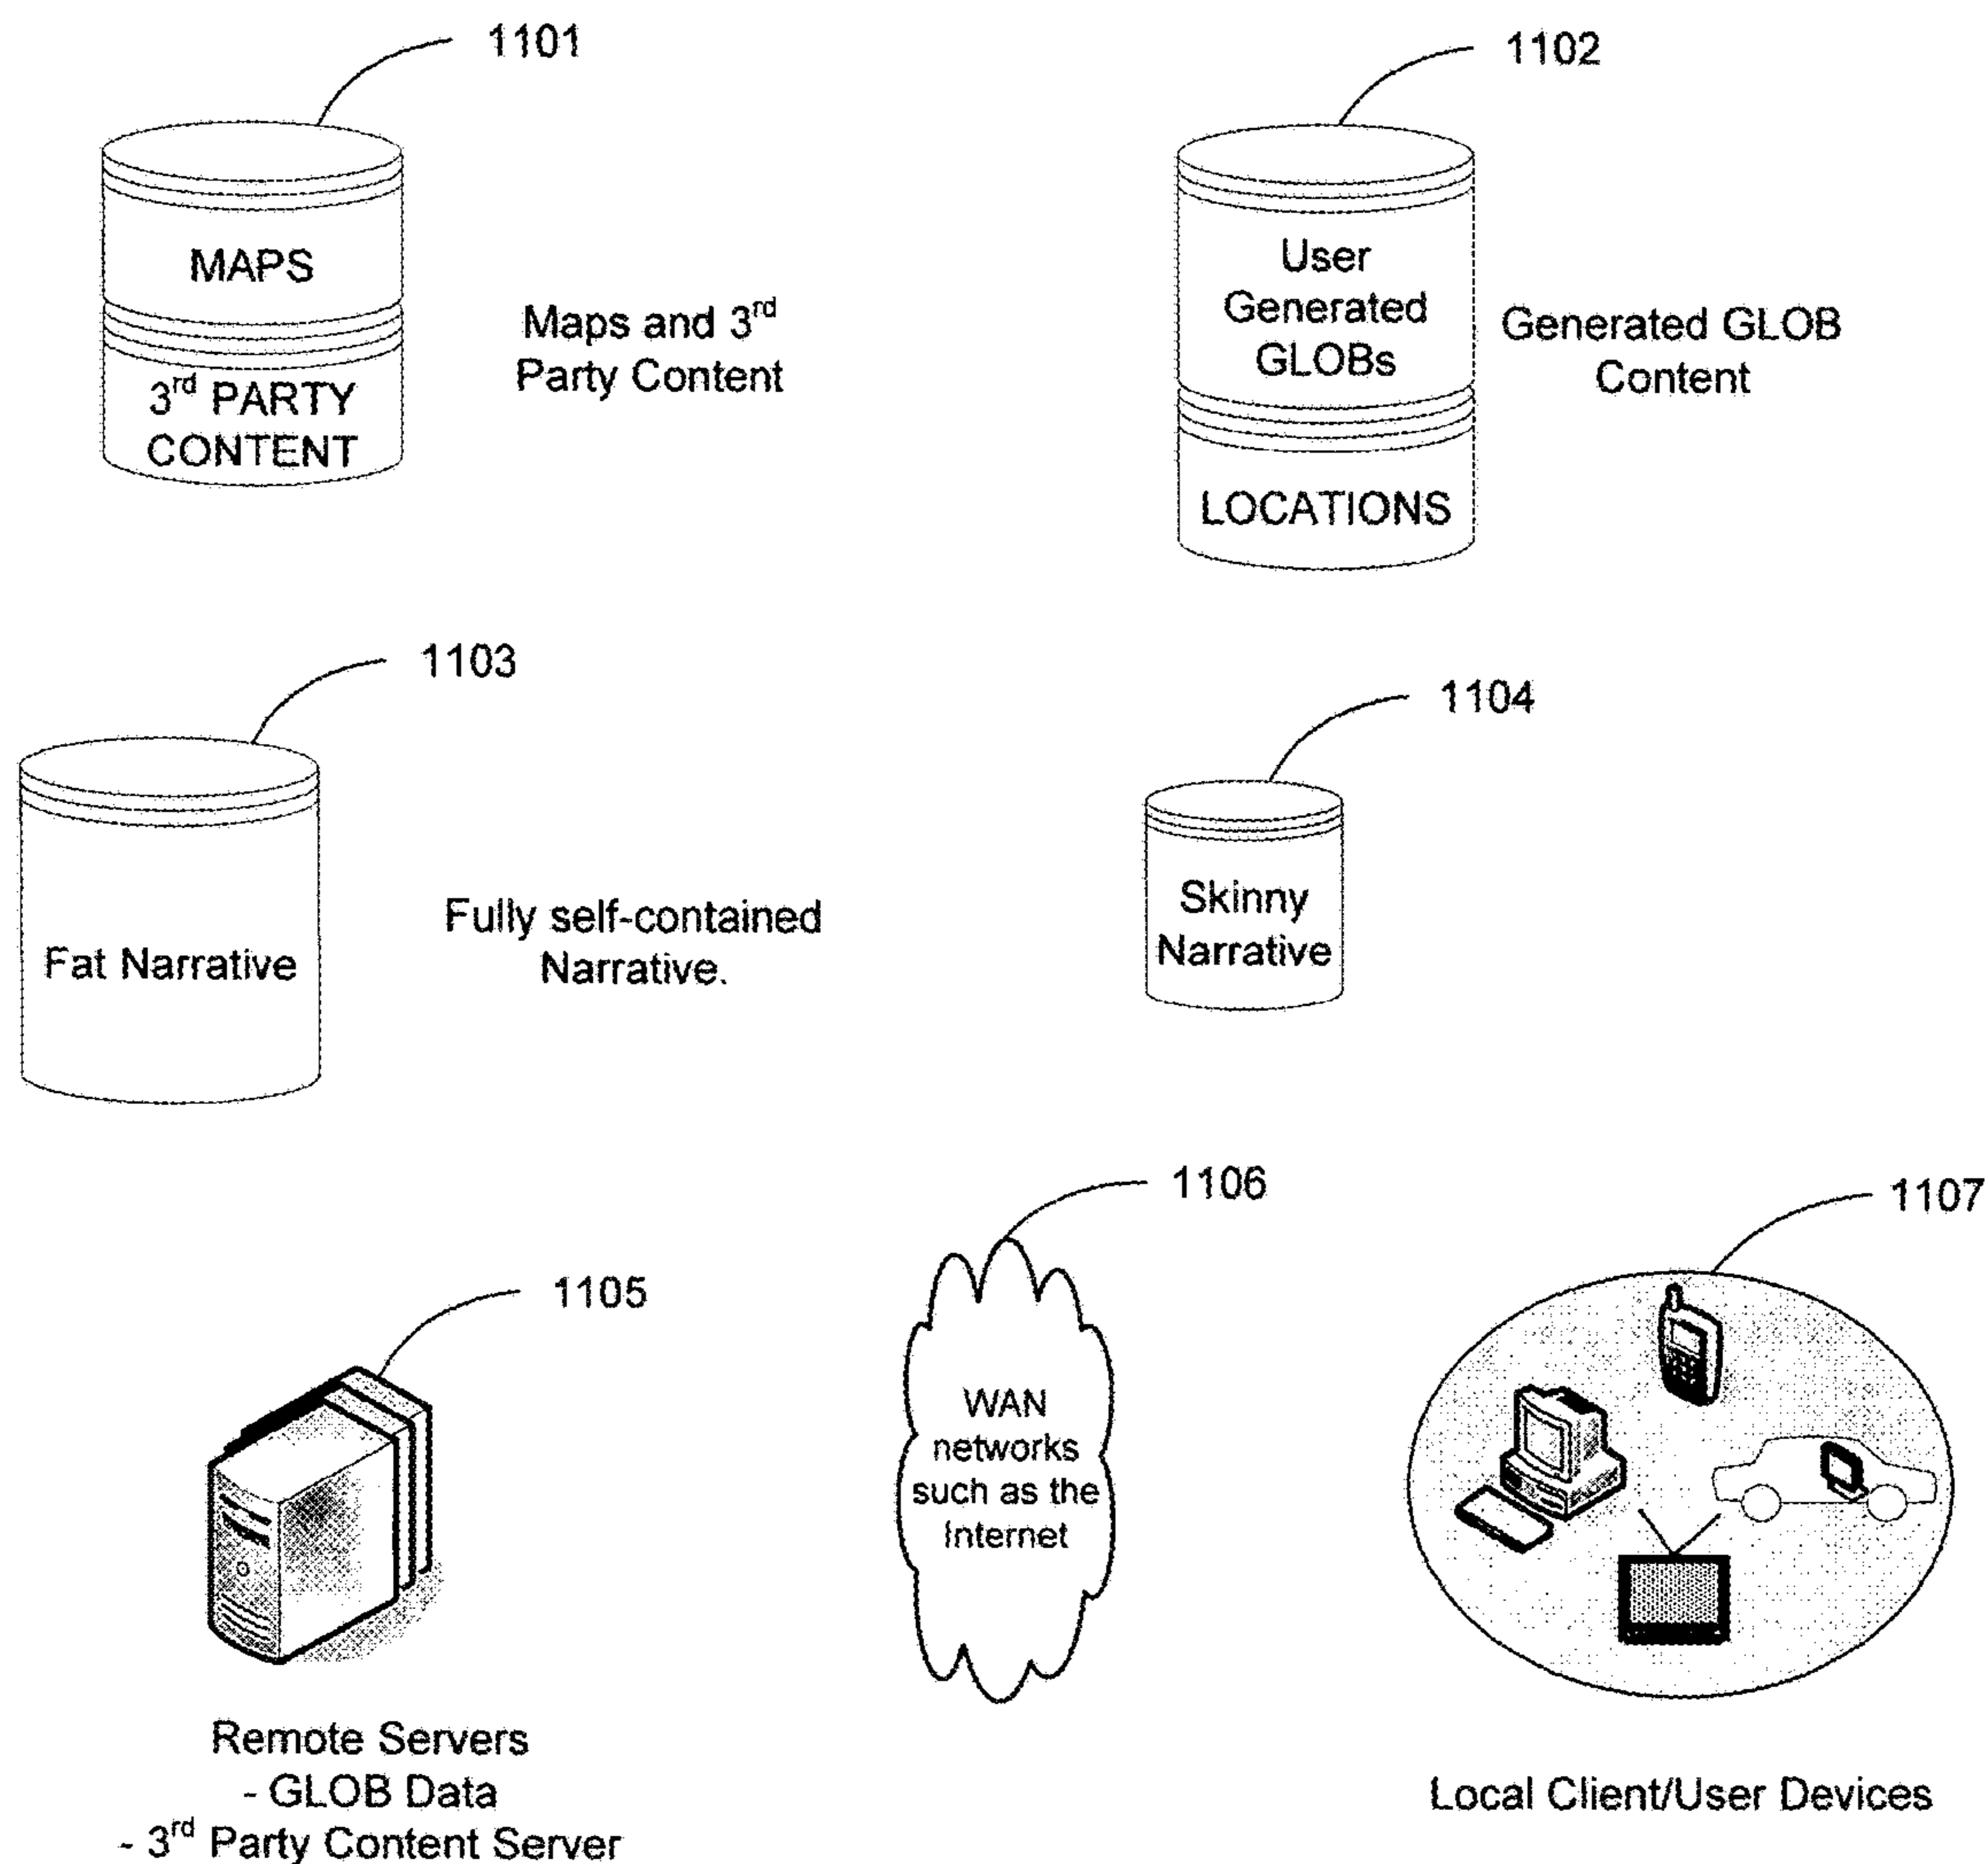 1101
MAPS
3rd PARTY
CONTENT
Maps and 3rd
Party Content
1102
User
Generated
GLOBs
LOCATIONS
Generated GLOB
Content
1103
Fat Narrative
Fully self-contained
Narrative.
1104
Skinny
Narrative
1105
Remote Servers
- GLOB Data
- 3rd Party Content Server
1106
WAN
networks
such as the
Internet
1107
Local Client/User Devices